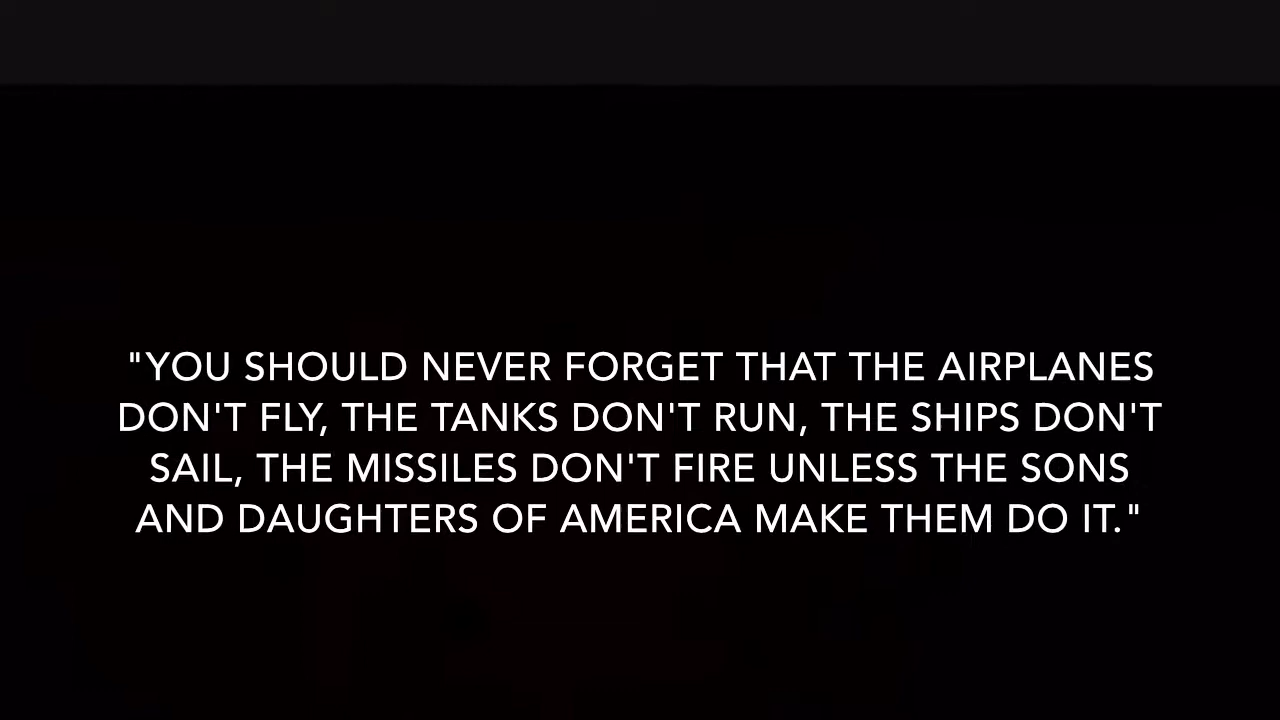 "YOU SHOULD NEVER FORGET THAT THE AIRPLANES
DON'T FLY, THE TANKS DON'T RUN, THE SHIPS DON'T
SAIL, THE MISSILES DON'T FIRE UNLESS THE SONS
AND DAUGHTERS OF AMERICA MAKE THEM DO IT."